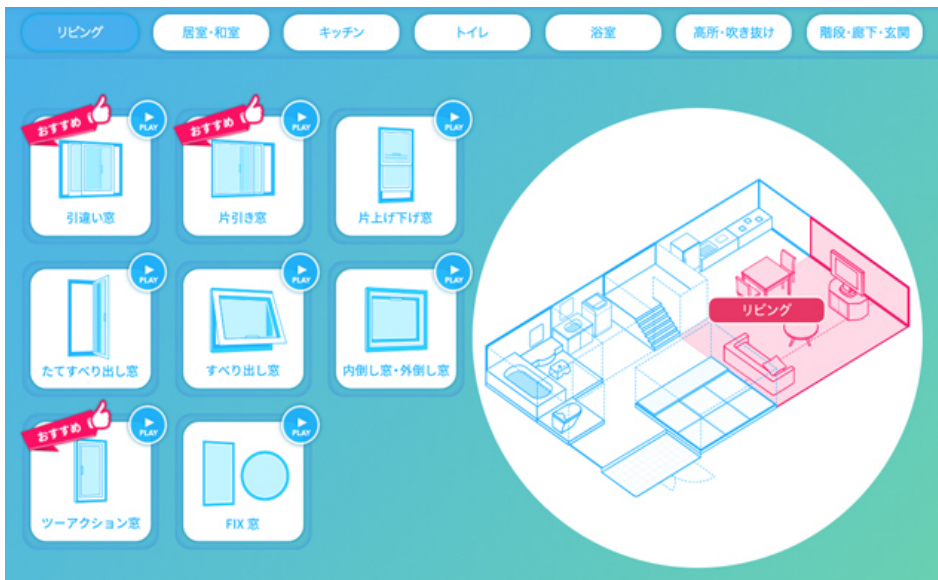 リビング
居室・和室
キッチン
トイレ
浴室
高所・吹き抜け
階段・廊下・玄関
おすすめ
PLAY
引違い窓
おすすめ
PLAY
片引き窓
PLAY
片上げ下げ窓
PLAY
たてすべり出し窓
PLAY
すべり出し窓
PLAY
内倒し窓・外倒し窓
おすすめ
PLAY
ツーアクション窓
PLAY
FIX 窓
リビング